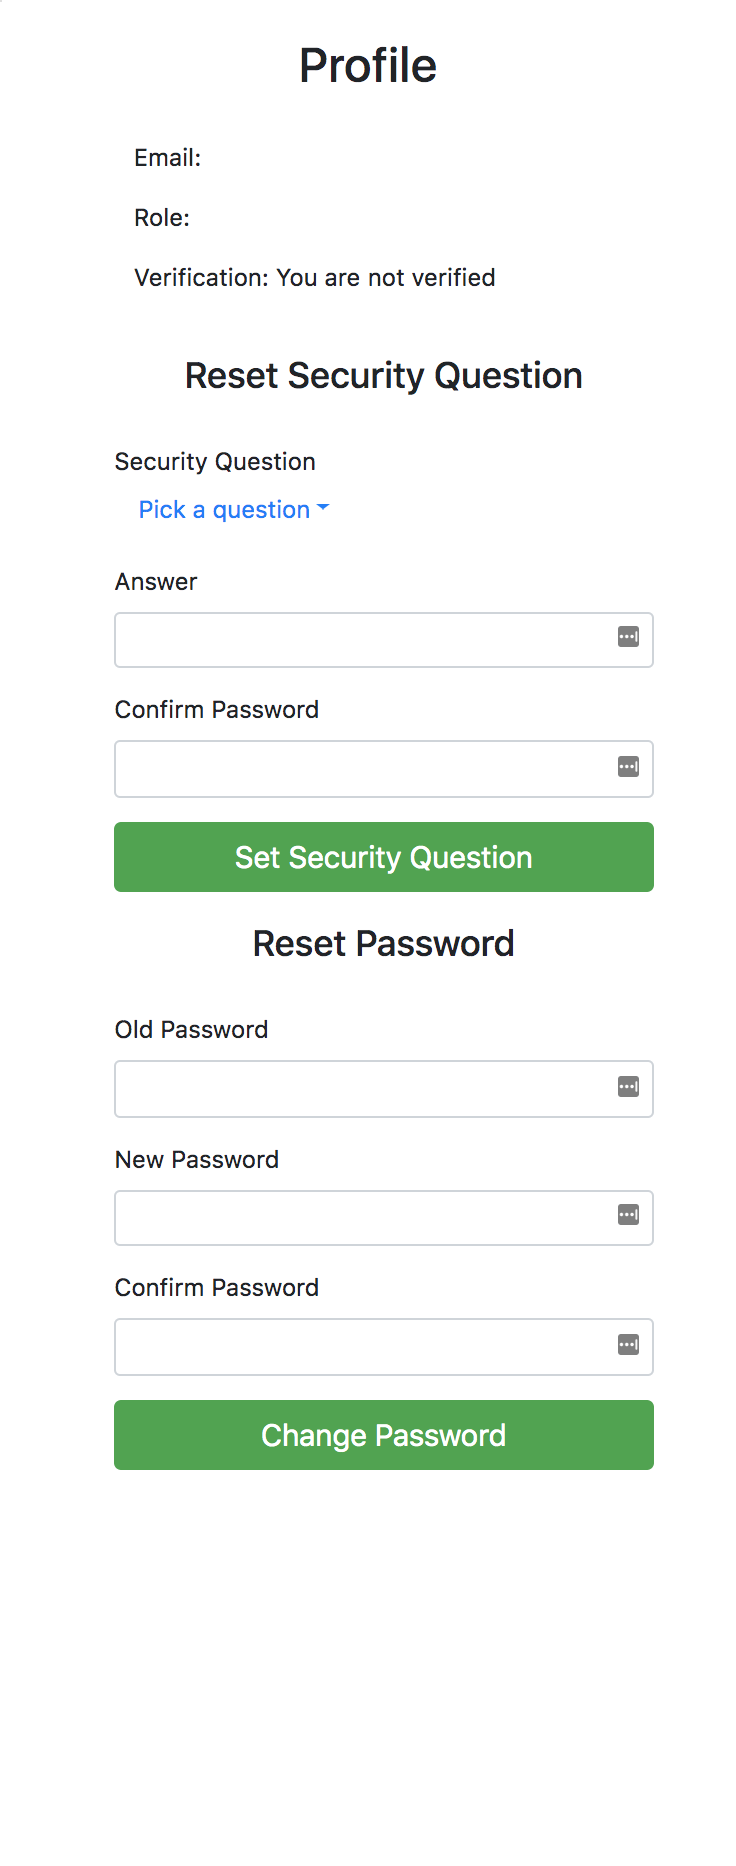 Profile
Email:
Role:
Verification: You are not verified
Reset Security Question
Security Question
Pick a question
Answer
Confirm Password
Set Security Question
Reset Password
Old Password
New Password
Confirm Password
Change Password